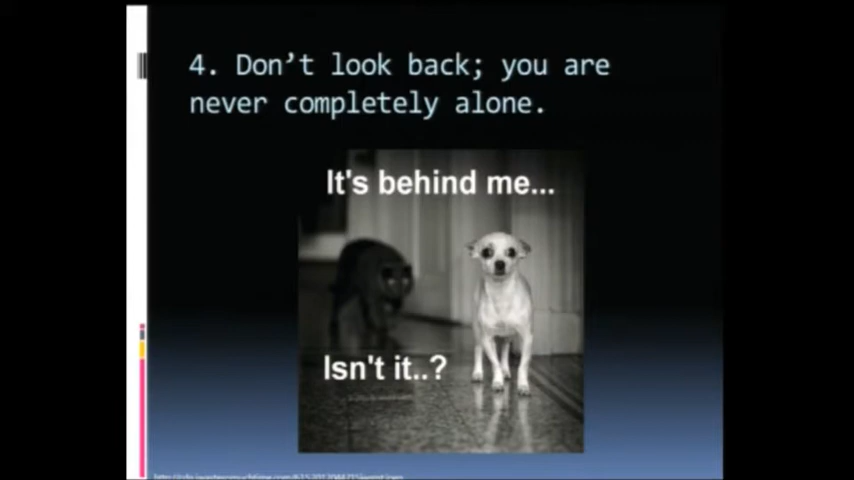 4. Don't look back; you are
never completely alone.
It's behind me...
Isn't it..?